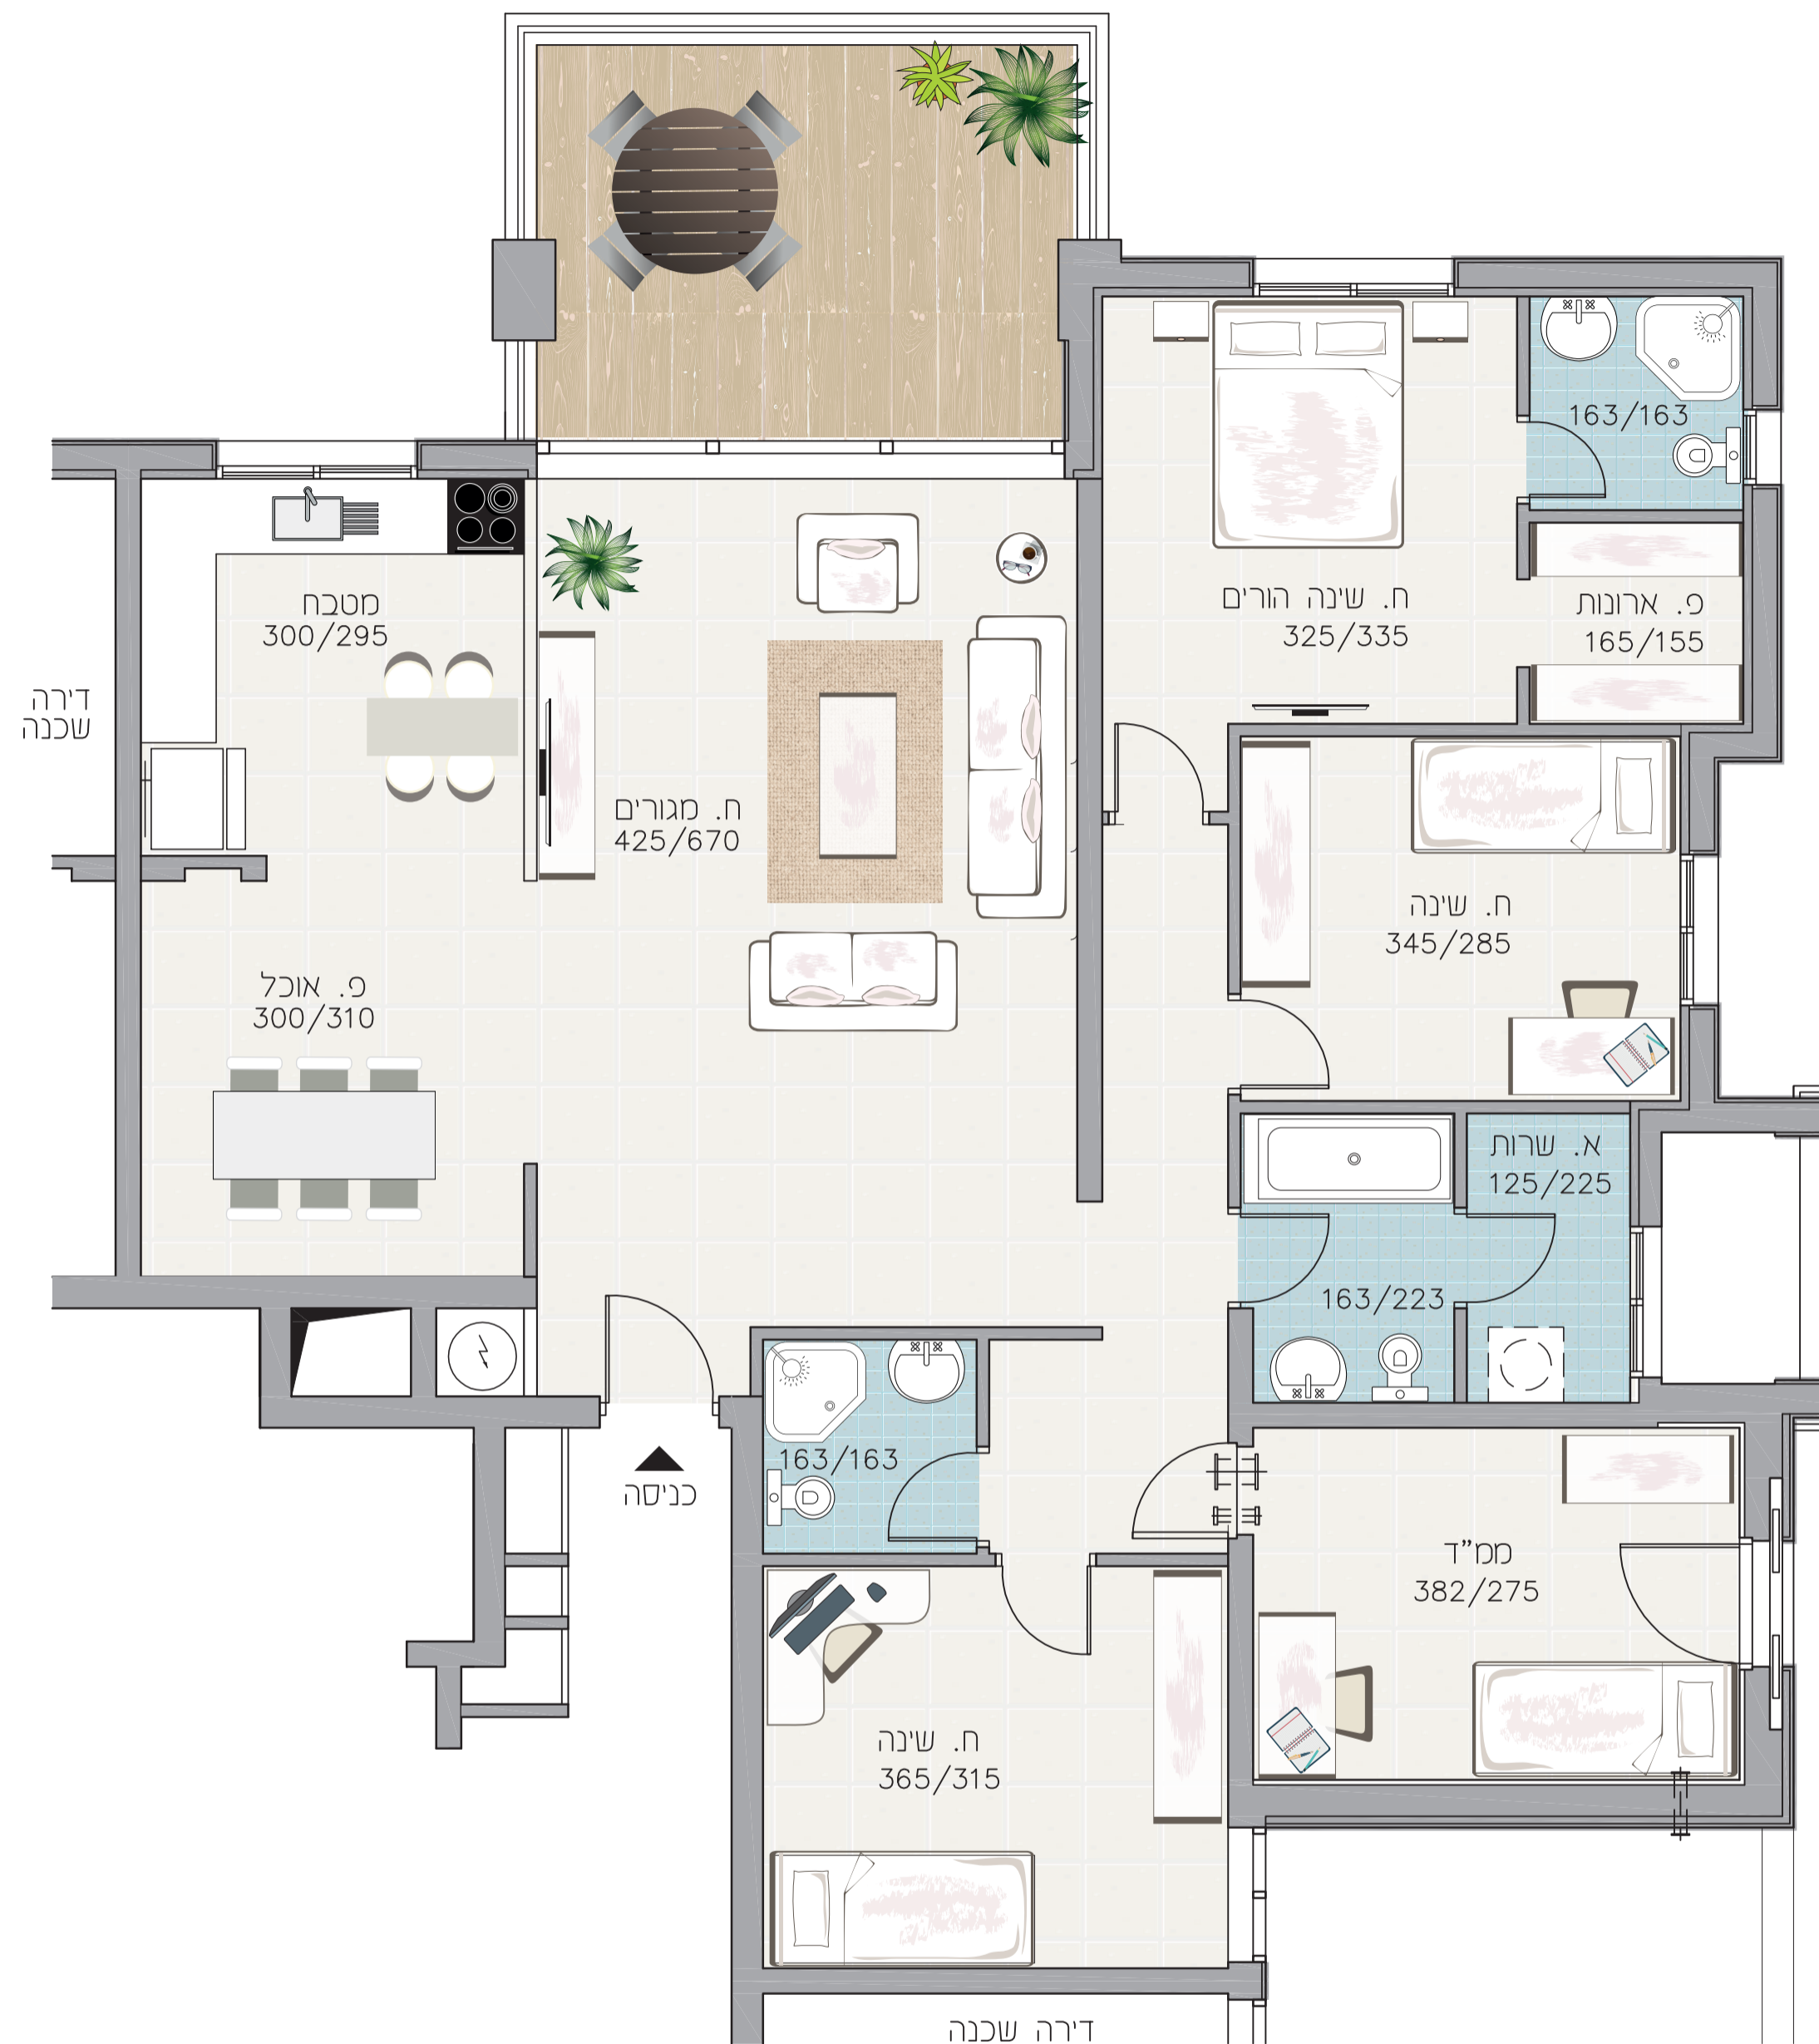 163/163
ח. שינה הורים
325/335
פ. ארונות
165/155
מטבח
300/295
דירה
שכנה
ח. מגורים
425/670
ח. שינה
345/285
פ. אוכל
300/310
א. שרות
125/225
163/223
163/163
כניסה
ממ"ד
382/275
ח. שינה
365/315
דירה שכנה